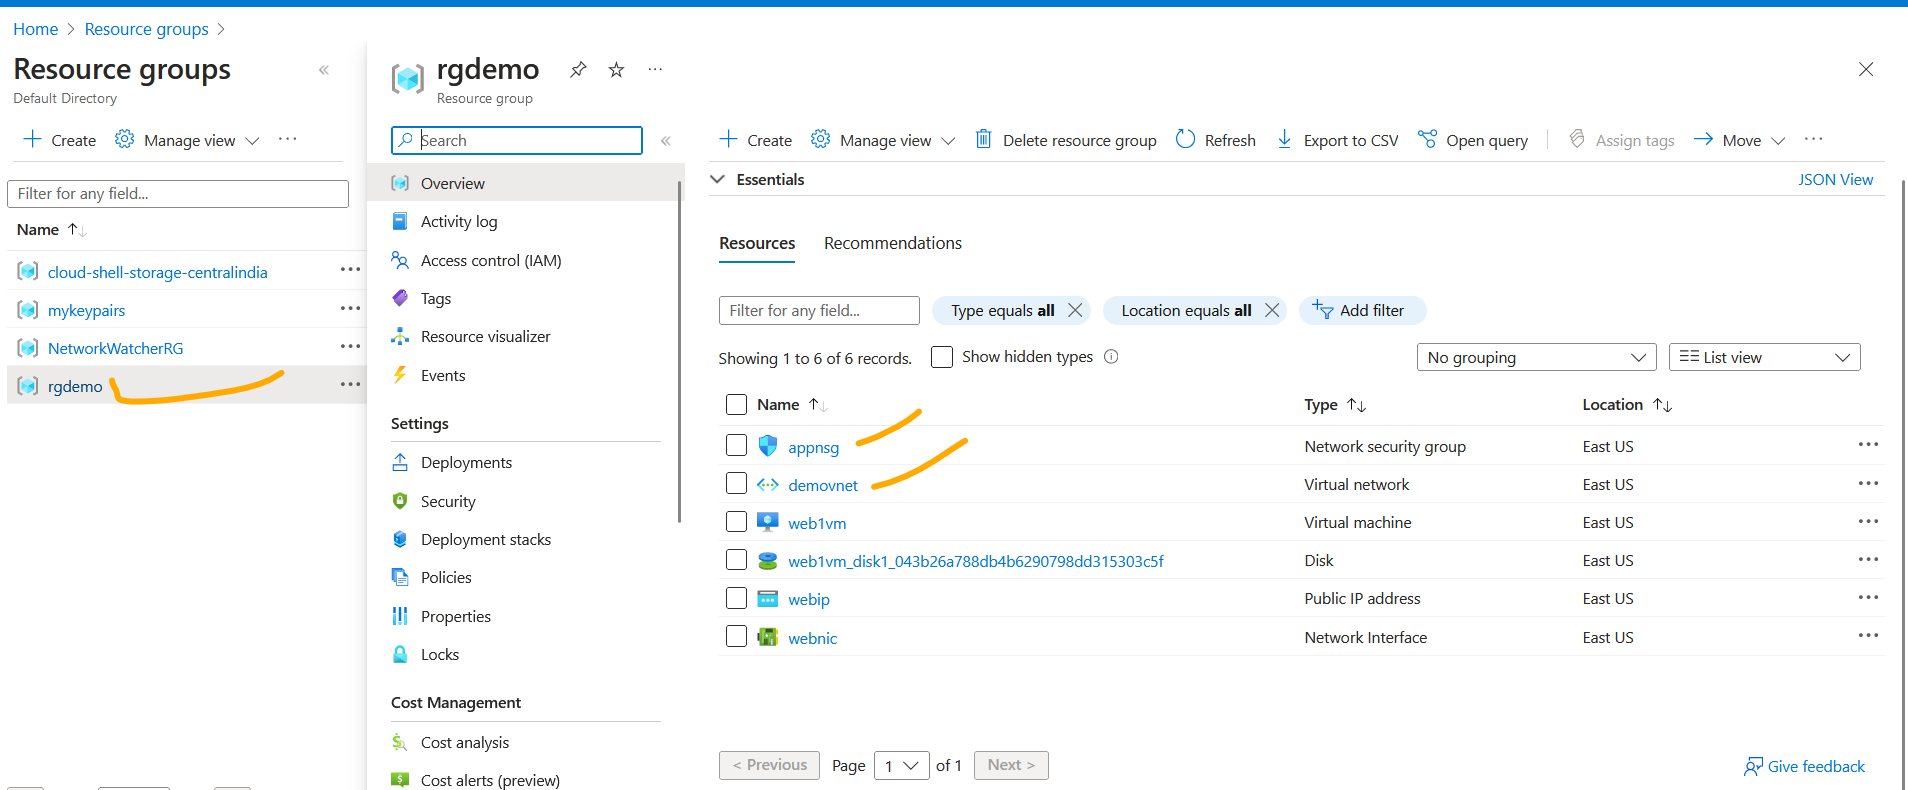 Home > Resource groups >
Resource groups
Default Directory
Create
Manage view
Filter for any field...
Name
cloud-shell-storage-centralindia
mykeypairs
NetworkWatcherRG
rgdemo
rgdemo
Resource group
Search
Overview
Activity log
Access control (IAM)
Tags
Resource visualizer
Events
Settings
Deployments
Security
Deployment stacks
Policies
Properties
Locks
Cost Management
Cost analysis
Cost alerts (preview)
Create Manage view Delete resource group Refresh Export to CSV Open query Assign tags Move
Essentials JSON View
Resources Recommendations
Filter for any field... Type equals all Location equals all Add filter
Showing 1 to 6 of 6 records. Show hidden types No grouping List view
Name Type Location
appnsg Network security group East US
demovnet Virtual network East US
web1vm Virtual machine East US
web1vm_disk1_043b26a788db4b6290798dd315303c5f Disk East US
webip Public IP address East US
webnic Network Interface East US
< Previous Page 1 of 1 Next >
Give feedback